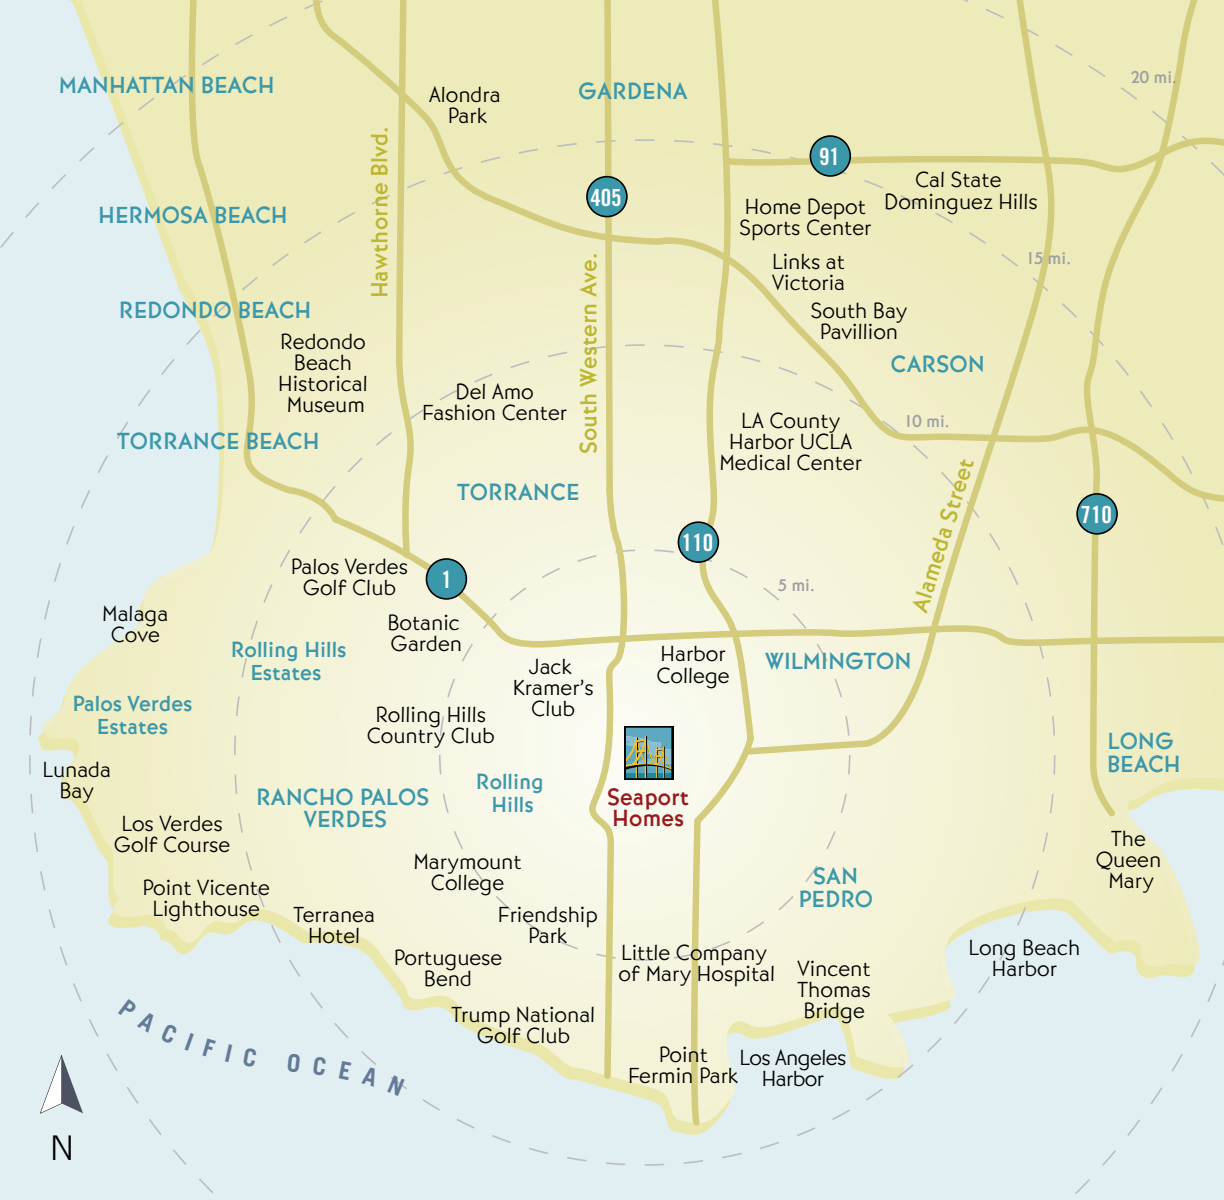 20 mi.
MANHATTAN BEACH
Alondra
Park
GARDENA
91
Cal State
Dominguez Hills
405
HERMOSA BEACH
Hawthorne Blvd.
Home Depot
Sports Center
15 mi.
Links at
Victoria
REDONDO BEACH
South Bay
Pavillion
Redondo
Beach
Historical
Museum
South Western Ave.
CARSON
Del Amo
Fashion Center
10 mi.
LA County
Harbor UCLA
Medical Center
TORRANCE BEACH
TORRANCE
Alameda Street
710
110
Palos Verdes
Golf Club
1
5 mi.
Malaga
Cove
Botanic
Garden
Rolling Hills
Estates
Jack
Kramer's
Club
Harbor
College
WILMINGTON
Palos Verdes
Estates
Rolling Hills
Country Club
LONG
BEACH
Lunada
Bay
Rolling
Hills
Seaport
Homes
RANCHO PALOS
VERDES
Los Verdes
Golf Course
The
Queen
Mary
Marymount
College
SAN
PEDRO
Point Vicente
Lighthouse
Terranea
Hotel
Friendship
Park
Portuguese
Bend
Little Company
of Mary Hospital
Vincent
Thomas
Bridge
Long Beach
Harbor
Trump National
Golf Club
PACIFIC OCEAN
Point
Fermin Park
Los Angeles
Harbor
N